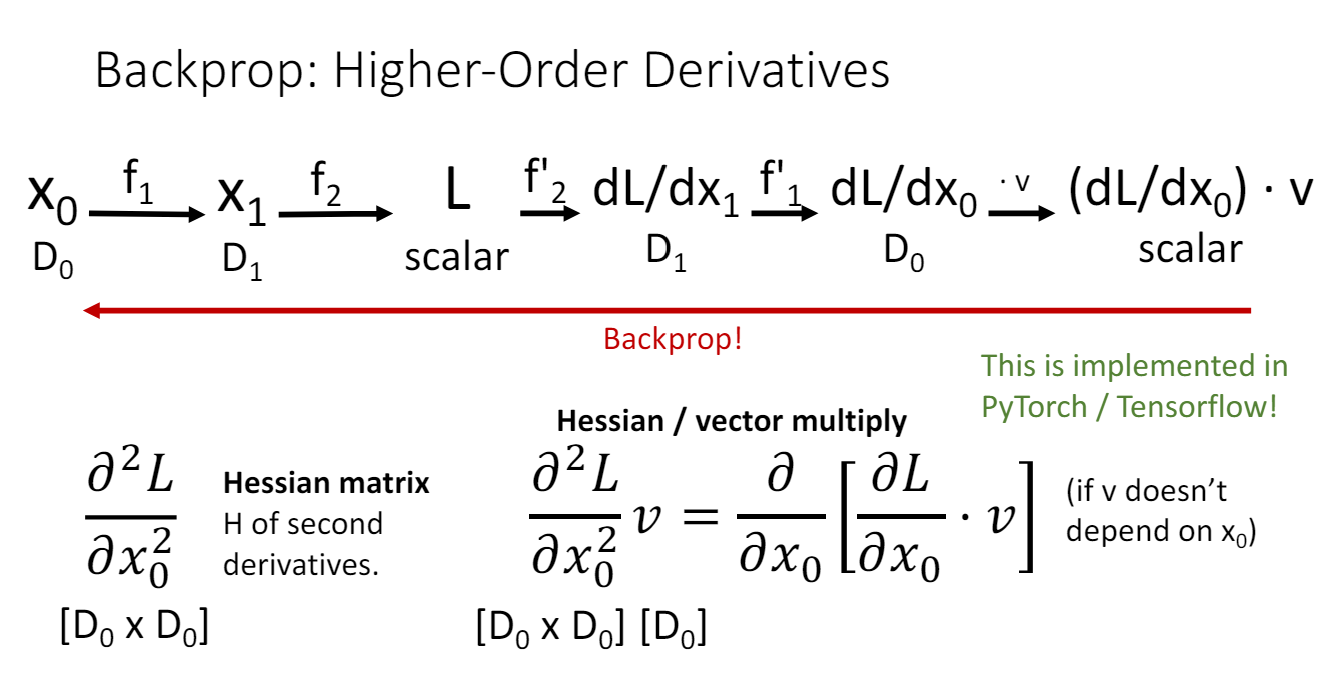 Backprop: Higher-Order Derivatives
x₀ f₁ x₁ f₂ L f'₂ dL/dx₁ f'₁ dL/dx₀ · v (dL/dx₀) · v
D₀ D₁ scalar D₁ D₀ scalar
Backprop!
This is implemented in
PyTorch / Tensorflow!
Hessian / vector multiply
∂²L/∂x₀²
Hessian matrix
H of second
derivatives.
∂²L/∂x₀² v = ∂/∂x₀ [∂L/∂x₀ · v]
(if v doesn’t
depend on x₀)
[D₀ x D₀]
[D₀ x D₀] [D₀]